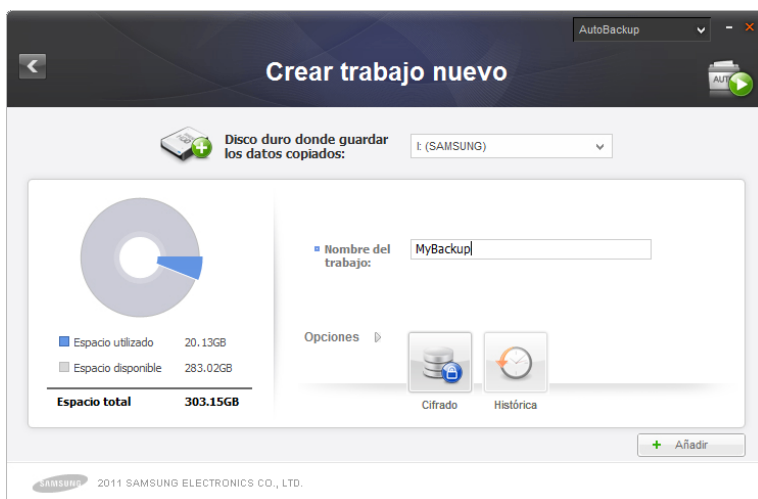 AutoBackup
Crear trabajo nuevo
AUTO
Disco duro donde guardar
los datos copiados:
I: (SAMSUNG)
Nombre del
trabajo:
MyBackup
Opciones
Cifrado
Histórica
Espacio utilizado 20.13GB
Espacio disponible 283.02GB
Espacio total 303.15GB
+ Añadir
SAMSUNG 2011 SAMSUNG ELECTRONICS CO., LTD.